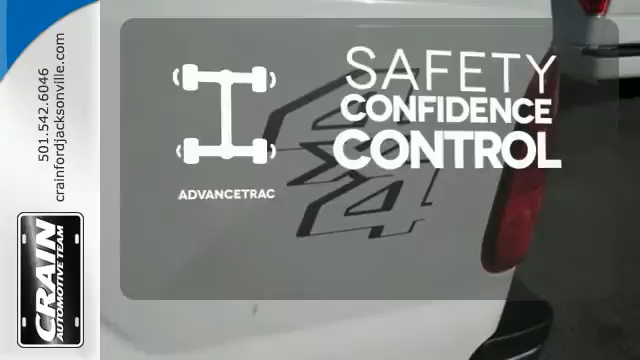 501.542.6046
crainfordjacksonville.com
CRAIN
AUTOMOTIVE TEAM
ADVANCETRAC
SAFETY
CONFIDENCE
CONTROL
4X4